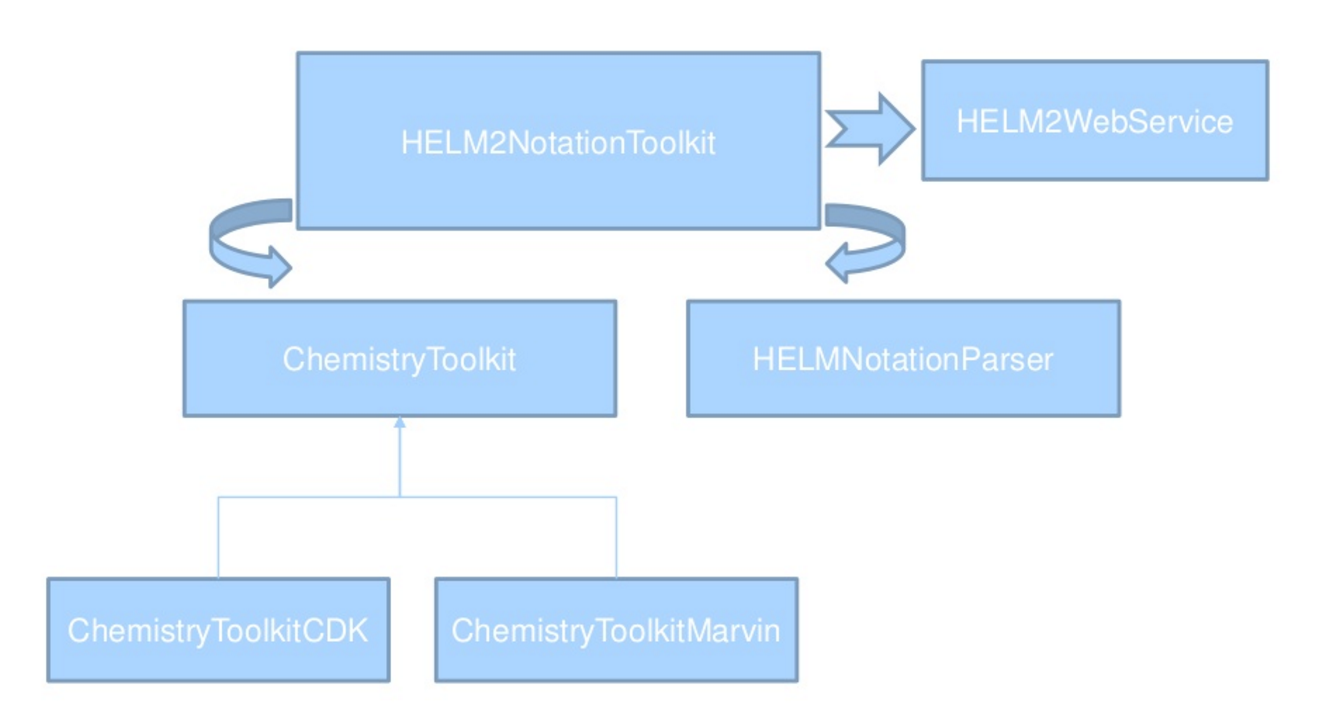 HELM2NotationToolkit
HELM2WebService
ChemistryToolkit
HELMNotationParser
ChemistryToolkitCDK
ChemistryToolkitMarvin